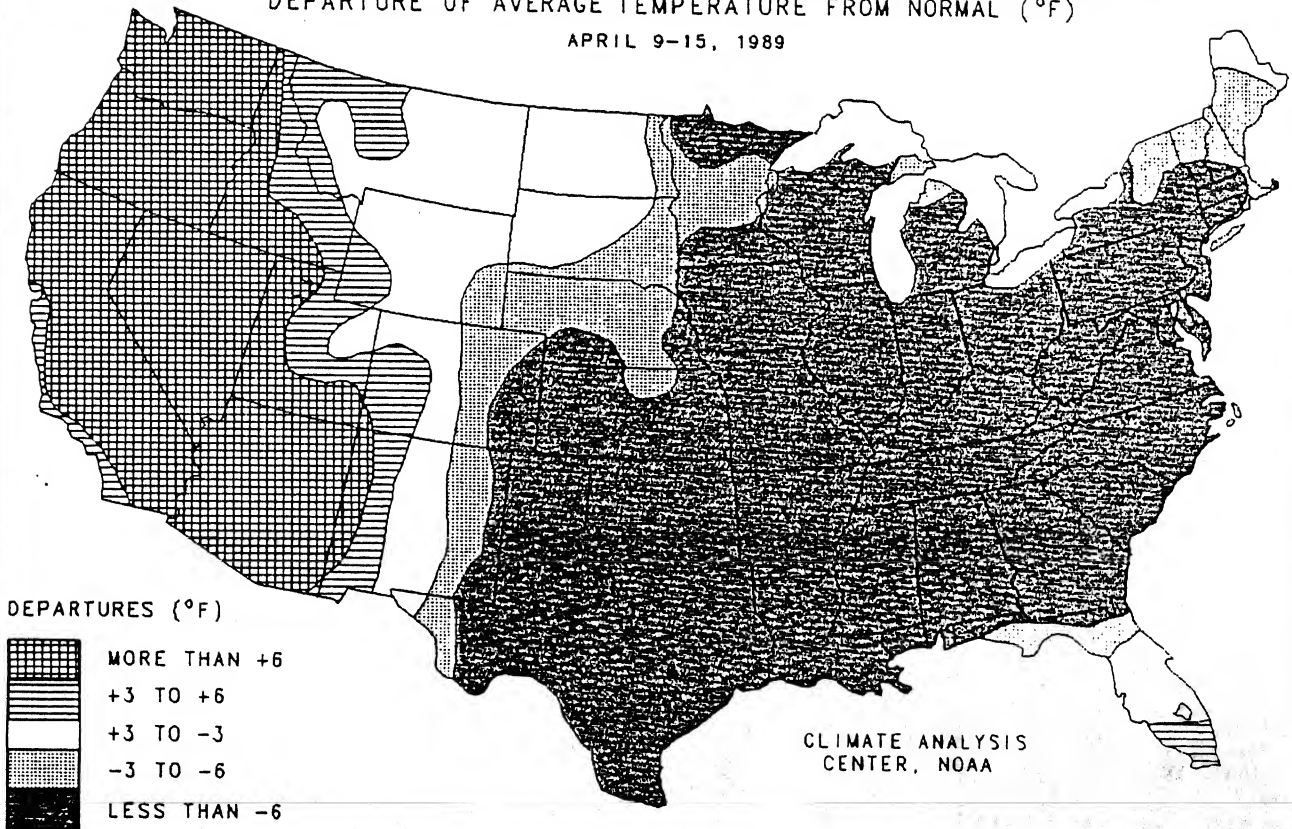 DEPARTURE OF AVERAGE TEMPERATURE FROM NORMAL (°F)
APRIL 9-15, 1989
DEPARTURES (°F)
MORE THAN +6
+3 TO +6
+3 TO -3
-3 TO -6
LESS THAN -6
CLIMATE ANALYSIS
CENTER, NOAA